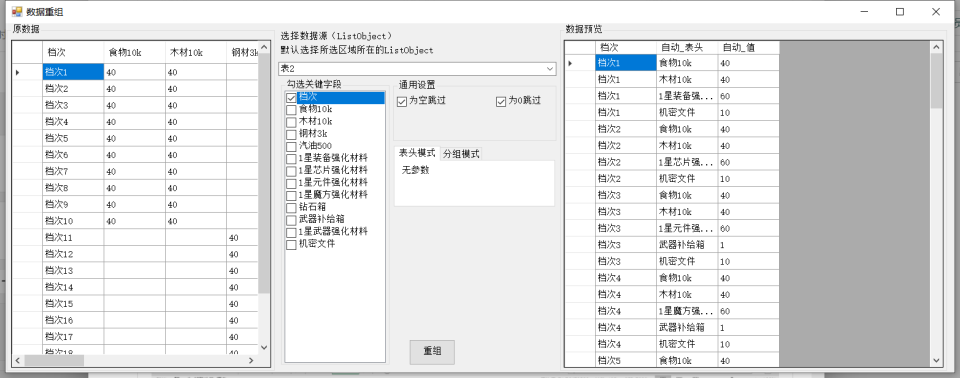 数据重组
原数据
档次 食物10k 木材10k 钢材3k
档次1 40 40
档次2 40 40
档次3 40 40
档次4 40 40
档次5 40 40
档次6 40 40
档次7 40 40
档次8 40 40
档次9 40 40
档次10 40 40
档次11 40
档次12 40
档次13 40
档次14 40
档次15 40
档次16 40
档次17 40
档次18 40
选择数据源（ListObject）
默认选择所选区域所在的ListObject
表2
勾选关键字段
档次
食物10k
木材10k
钢材3k
汽油500
1星装备强化材料
1星芯片强化材料
1星元件强化材料
1星魔方强化材料
钻石箱
武器补给箱
1星武器强化材料
机密文件
通用设置
为空跳过 为0跳过
表头模式 分组模式
无参数
重组
数据预览
档次 自动_表头 自动_值
档次1 食物10k 40
档次1 木材10k 40
档次1 1星装备强... 60
档次1 机密文件 10
档次2 食物10k 40
档次2 木材10k 40
档次2 1星芯片强... 60
档次2 机密文件 10
档次3 食物10k 40
档次3 木材10k 40
档次3 1星元件强... 60
档次3 武器补给箱 1
档次3 机密文件 10
档次4 食物10k 40
档次4 木材10k 40
档次4 1星魔方强... 60
档次4 武器补给箱 1
档次4 机密文件 10
档次5 食物10k 40